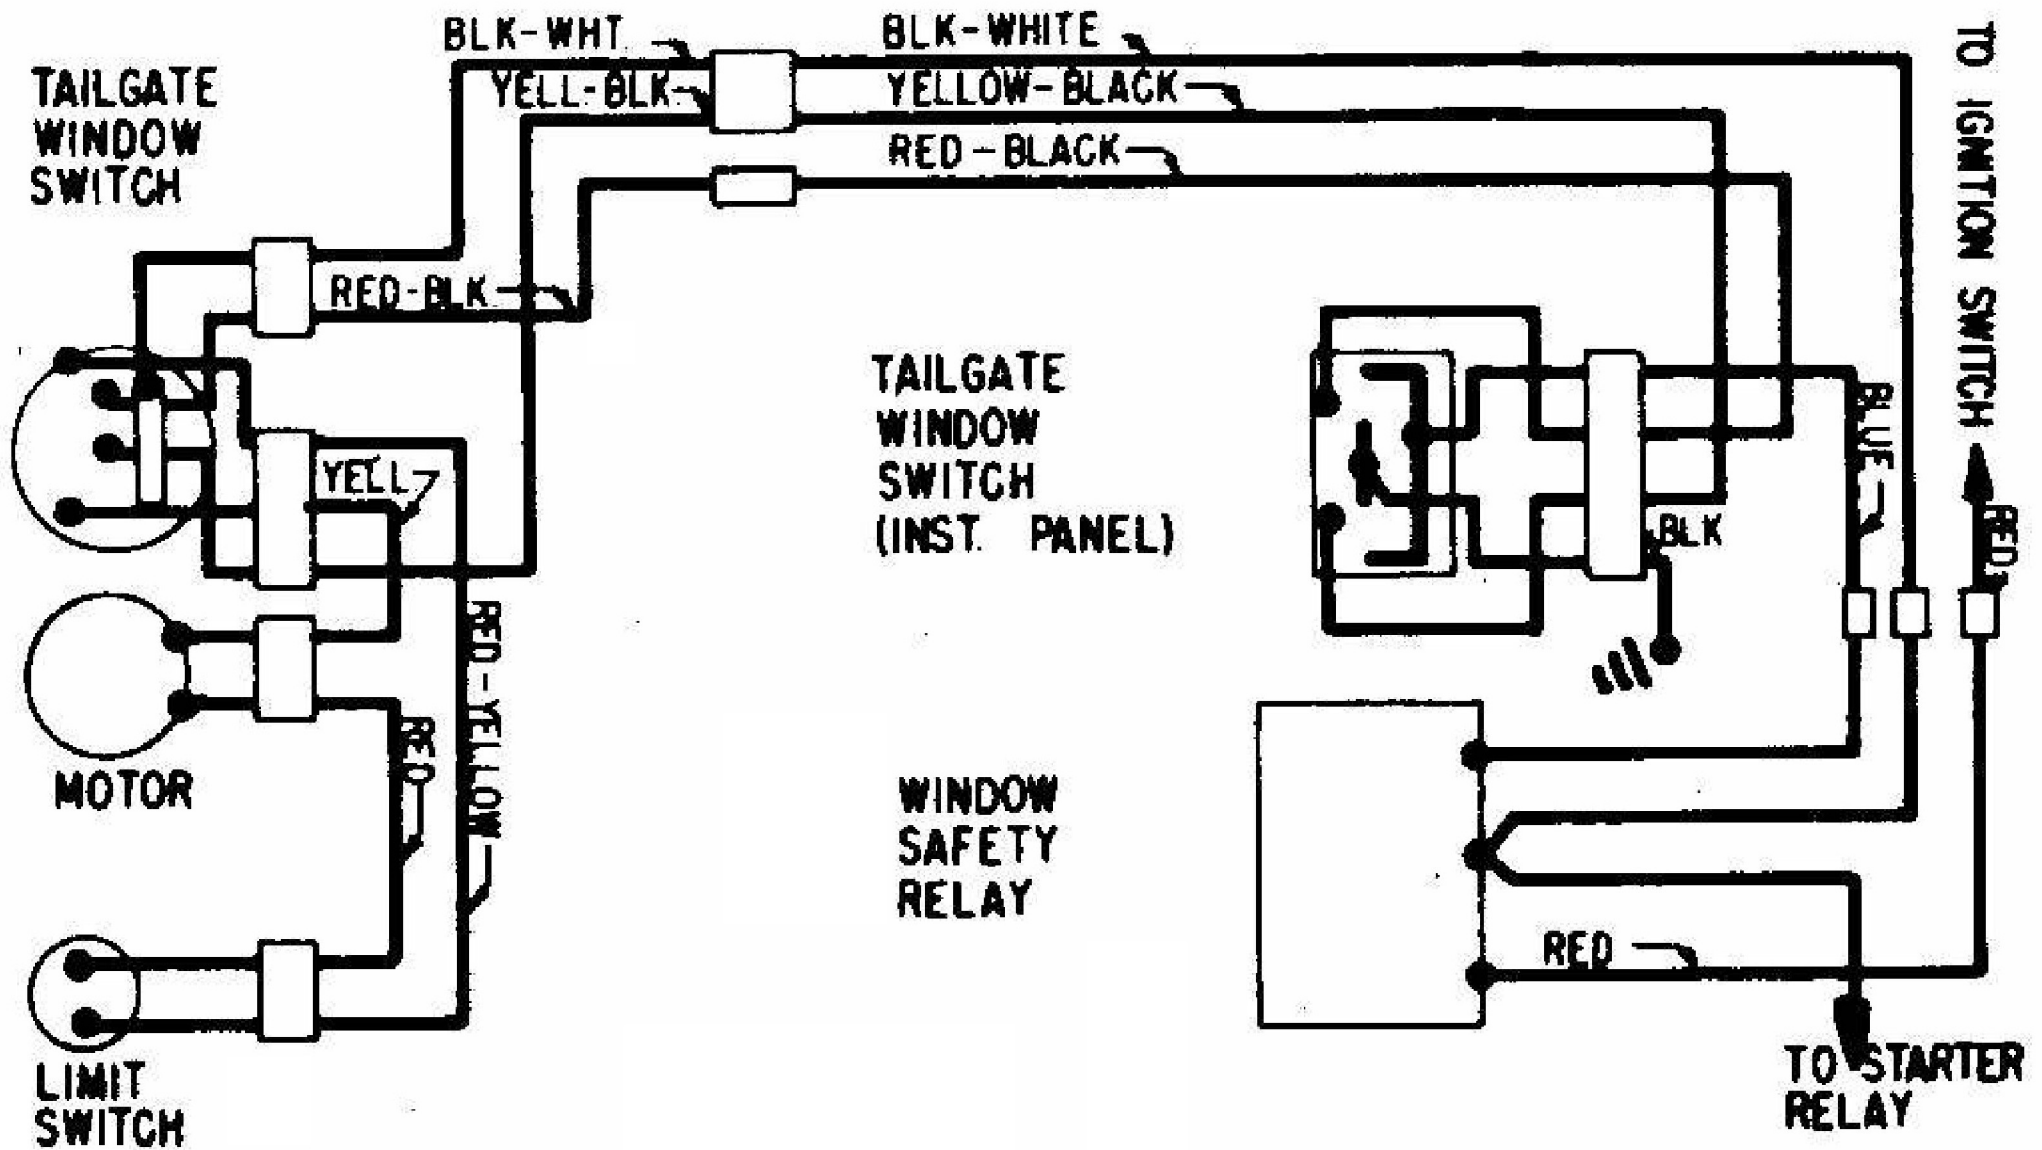 BLK-WHT
BLK-WHITE
TAILGATE
WINDOW
SWITCH
YELL-BLK
YELLOW-BLACK
RED-BLACK
TO IGNITION SWITCH
RED-BLK
TAILGATE
WINDOW
SWITCH
(INST. PANEL)
BLUE
YELL
BLK
RED
RED-YELLOW
RED
MOTOR
WINDOW
SAFETY
RELAY
RED
LIMIT
SWITCH
TO STARTER
RELAY